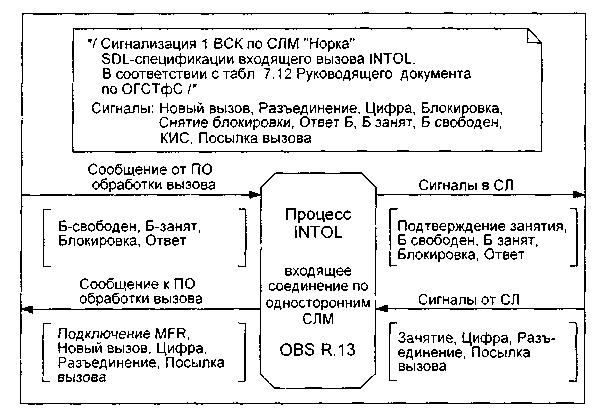 */ Сигнализация 1 ВСК по СЛМ "Норка"
SDL-спецификации входящего вызова INTOL.
В соответствии с табл 7.12 Руководящего документа
по ОГСТфС /*
Сигналы: Новый вызов, Разъединение, Цифра, Блокировка,
Снятие блокировки, Ответ Б, Б занят, Б свободен,
КИС, Посылка вызова
Сообщение от ПО
обработки вызова
Б-свободен, Б-занят,
Блокировка, Ответ
Сообщение к ПО
обработки вызова
Подключение MFR,
Новый вызов, Цифра,
Разъединение, Посылка
вызова
Процесс
INTOL
входящее
соединение по
односторонним
СЛМ
OBS R.13
Сигналы в СЛ
Подтверждение занятия,
Б свободен, Б занят,
Блокировка, Ответ
Сигналы от СЛ
Занятие, Цифра, Разъ-
единение, Посылка
вызова